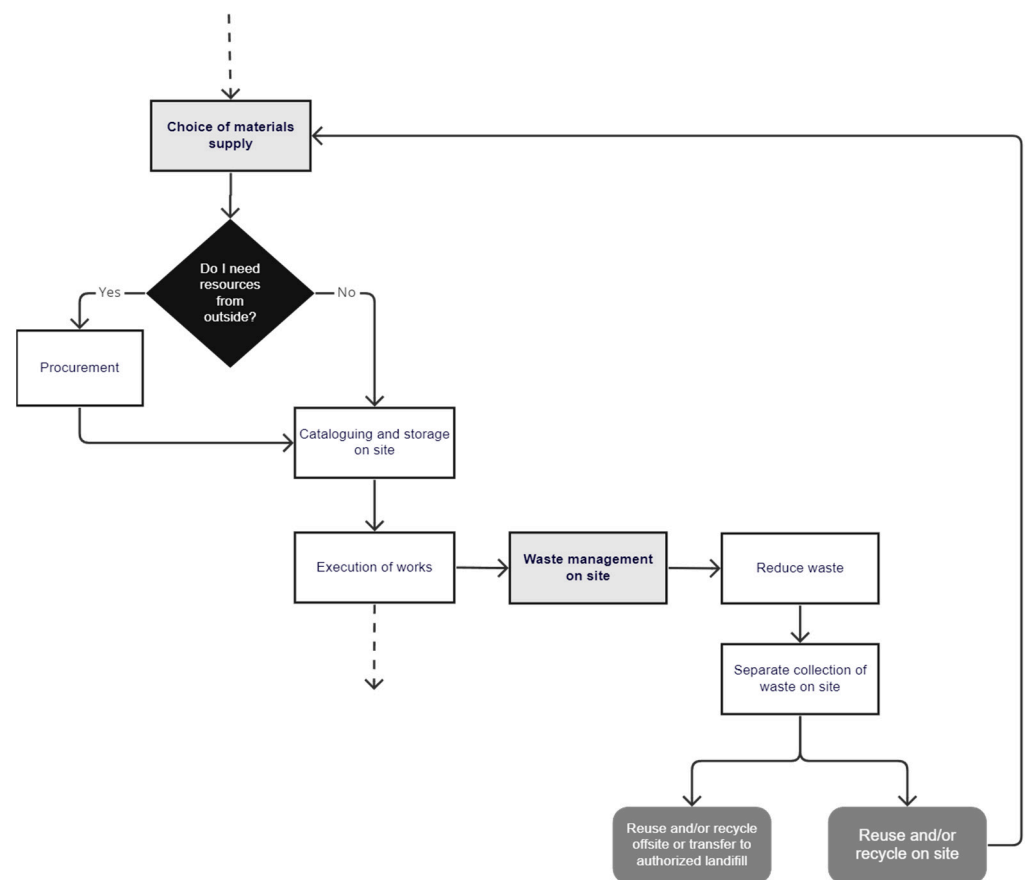 Choice of materials
supply
Do I need
resources
from
outside?
Yes
No
Procurement
Cataloguing and storage
on site
Execution of works
Waste management
on site
Reduce waste
Separate collection of
waste on site
Reuse and/or recycle
offsite or transfer to
authorized landfill
Reuse and/or
recycle on site